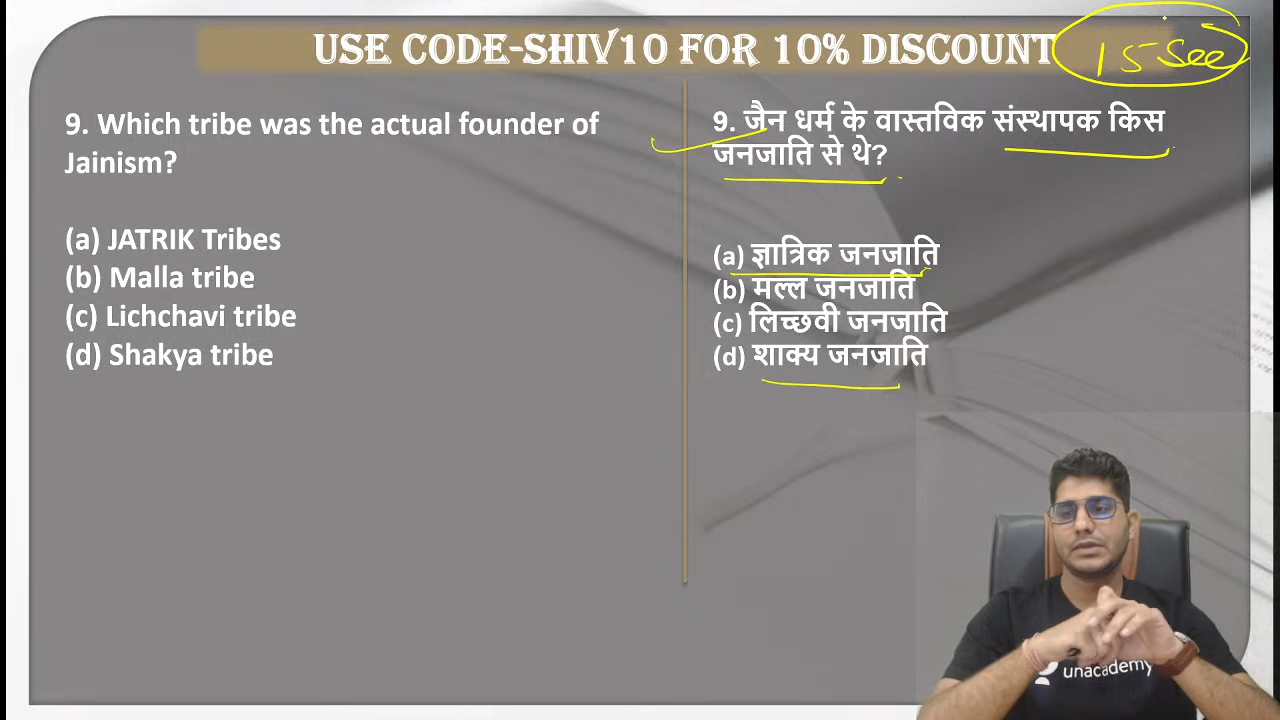 USE CODE-SHIV10 FOR 10% DISCOUNT
15 See
9. Which tribe was the actual founder of
Jainism?
(a) JATRIK Tribes
(b) Malla tribe
(c) Lichchavi tribe
(d) Shakya tribe
9. जैन धर्म के वास्तविक संस्थापक किस
जनजाति से थे?
(a) ज्ञात्रिक जनजाति
(b) मल्ल जनजाति
(c) लिच्छवी जनजाति
(d) शाक्य जनजाति
unacademy